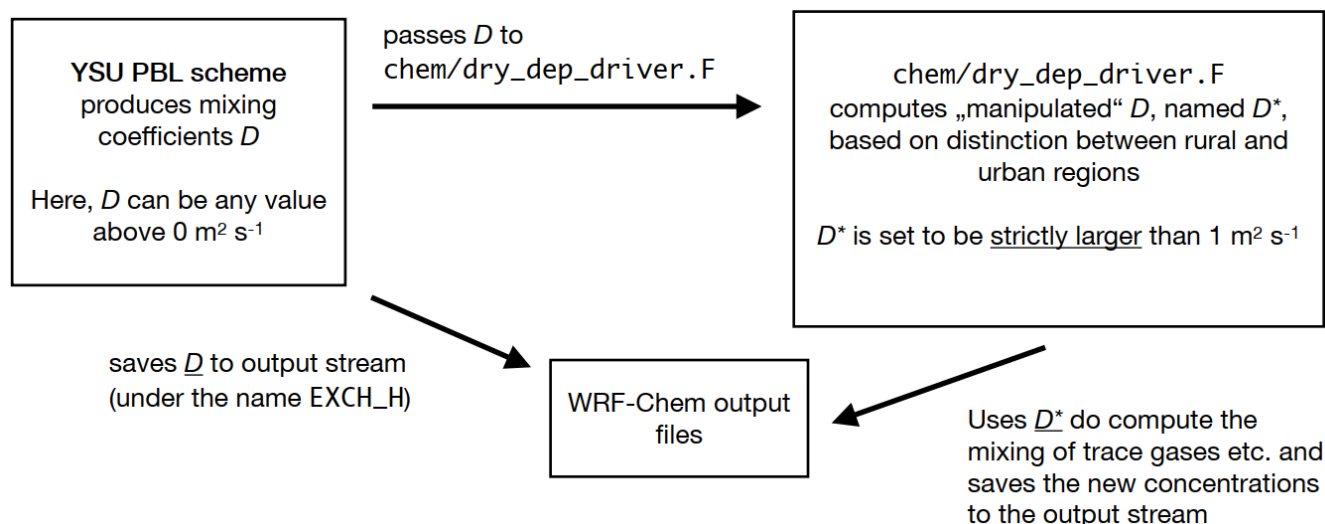 YSU PBL scheme
produces mixing
coefficients D
Here, D can be any value
above 0 m² s⁻¹
passes D to
chem/dry_dep_driver.F
chem/dry_dep_driver.F
computes „manipulated“ D, named D*,
based on distinction between rural and
urban regions
D* is set to be strictly larger than 1 m² s⁻¹
saves D to output stream
(under the name EXCH_H)
WRF-Chem output
files
Uses D* do compute the
mixing of trace gases etc. and
saves the new concentrations
to the output stream